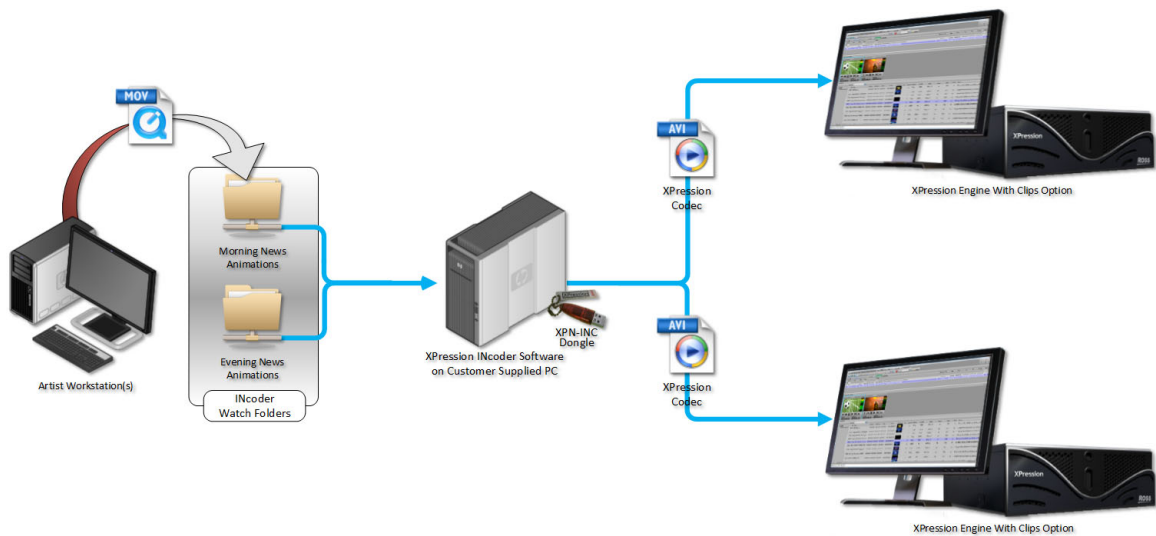 MOV
Artist Workstation(s)
Morning News
Animations
Evening News
Animations
INcoder
Watch Folders
XPN-INC
Dongle
XPression INcoder Software
on Customer Supplied PC
AVI
XPression
Codec
AVI
XPression
Codec
XPression
XPression Engine With Clips Option
XPression
XPression Engine With Clips Option